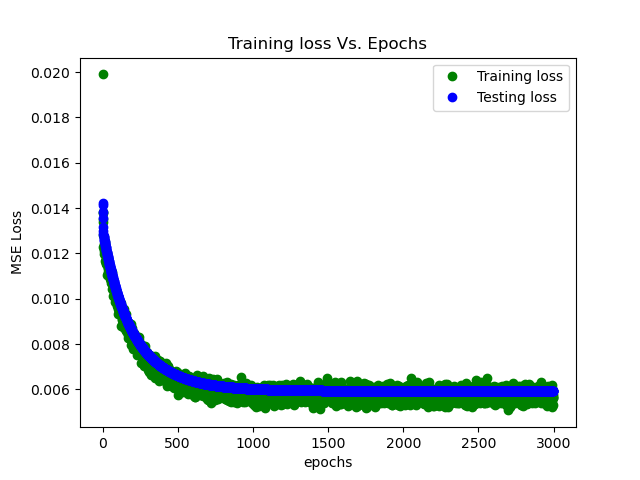 Training loss Vs. Epochs
Training loss
Testing loss
0.020
0.018
0.016
0.014
0.012
0.010
0.008
0.006
MSE Loss
0 500 1000 1500 2000 2500 3000
epochs